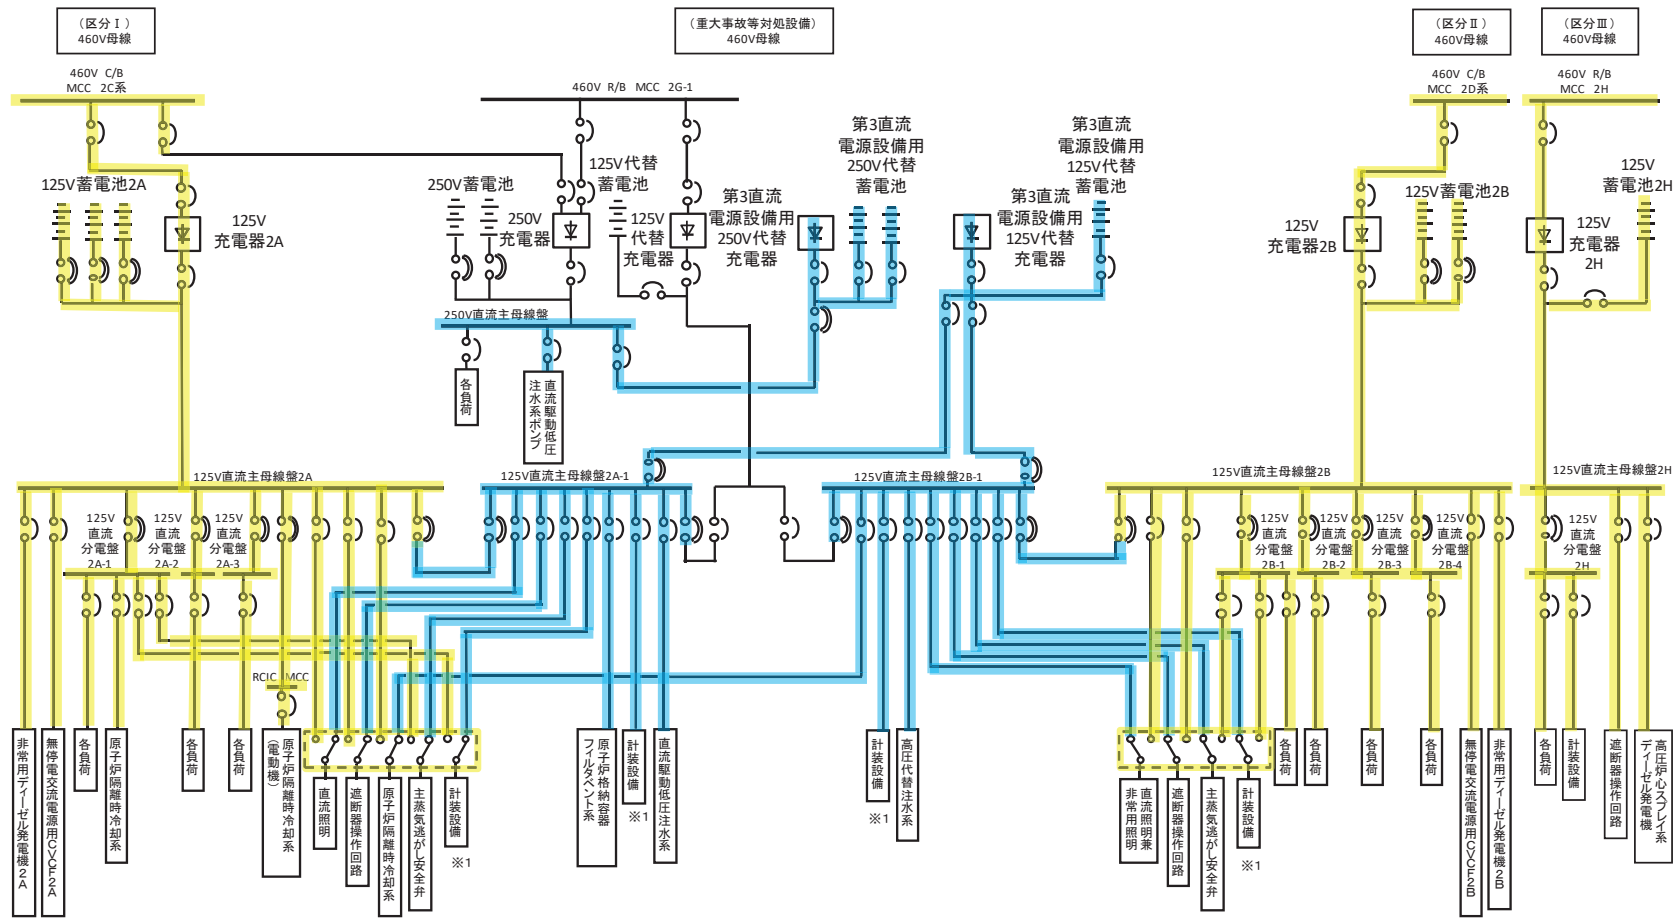 （区分Ⅰ）
460V母線
（重大事故等対処設備）
460V母線
（区分Ⅱ）
460V母線
（区分Ⅲ）
460V母線
460V C/B
MCC 2C系
460V R/B MCC 2G-1
460V C/B
MCC 2D系
460V R/B
MCC 2H
125V蓄電池2A
125V
充電器2A
250V蓄電池
250V
充電器
125V代替
蓄電池
125V
代替
充電器
第3直流
電源設備用
250V代替
充電器
第3直流
電源設備用
250V代替
蓄電池
第3直流
電源設備用
125V代替
充電器
第3直流
電源設備用
125V代替
蓄電池
125V
充電器2B
125V蓄電池2B
125V
充電器
2H
125V
蓄電池2H
250V直流主母線盤
各負荷
直流駆動低圧
注水系ポンプ
125V直流主母線盤2A
125V直流主母線盤2A-1
125V直流主母線盤2B-1
125V直流主母線盤2B
125V直流主母線盤2H
125V
直流
分電盤
2A-1
125V
直流
分電盤
2A-2
125V
直流
分電盤
2A-3
125V
直流
分電盤
2B-1
125V
直流
分電盤
2B-2
125V
直流
分電盤
2B-3
125V
直流
分電盤
2B-4
125V
直流
分電盤
2H
RCIC MCC
非常用ディーゼル発電機2A
無停電交流電源用CVCF2A
各負荷
原子炉隔離時冷却系
各負荷
各負荷
原子炉隔離時冷却系
（電動機）
直流照明
遮断器操作回路
原子炉隔離時冷却系
主蒸気逃がし安全弁
計装設備
※1
原子炉格納容器
フィルタベント系
計装設備
※1
直流駆動低圧注水系
計装設備
※1
高圧代替注水系
直流照明兼
非常用照明
遮断器操作回路
主蒸気逃がし安全弁
計装設備
※1
各負荷
各負荷
各負荷
各負荷
無停電交流電源用CVCF2B
非常用ディーゼル発電機2B
各負荷
計装設備
遮断器操作回路
高圧炉心スプレイ系
ディーゼル発電機